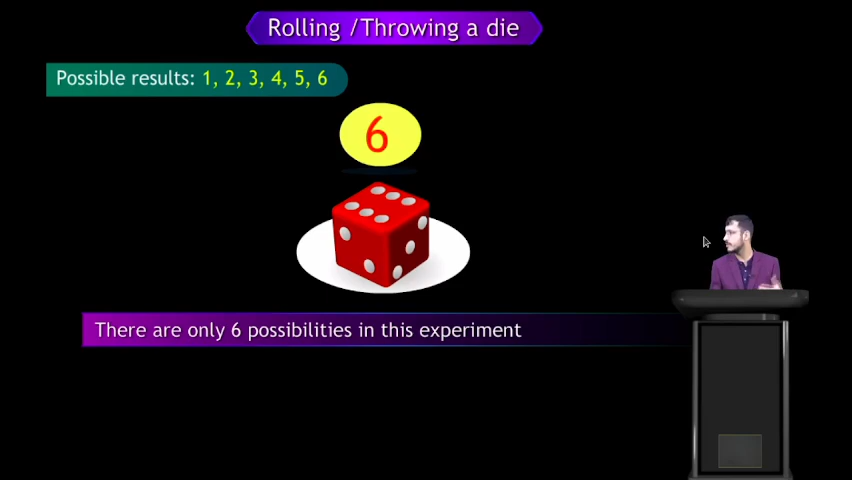 Rolling /Throwing a die
Possible results: 1, 2, 3, 4, 5, 6
6
There are only 6 possibilities in this experiment